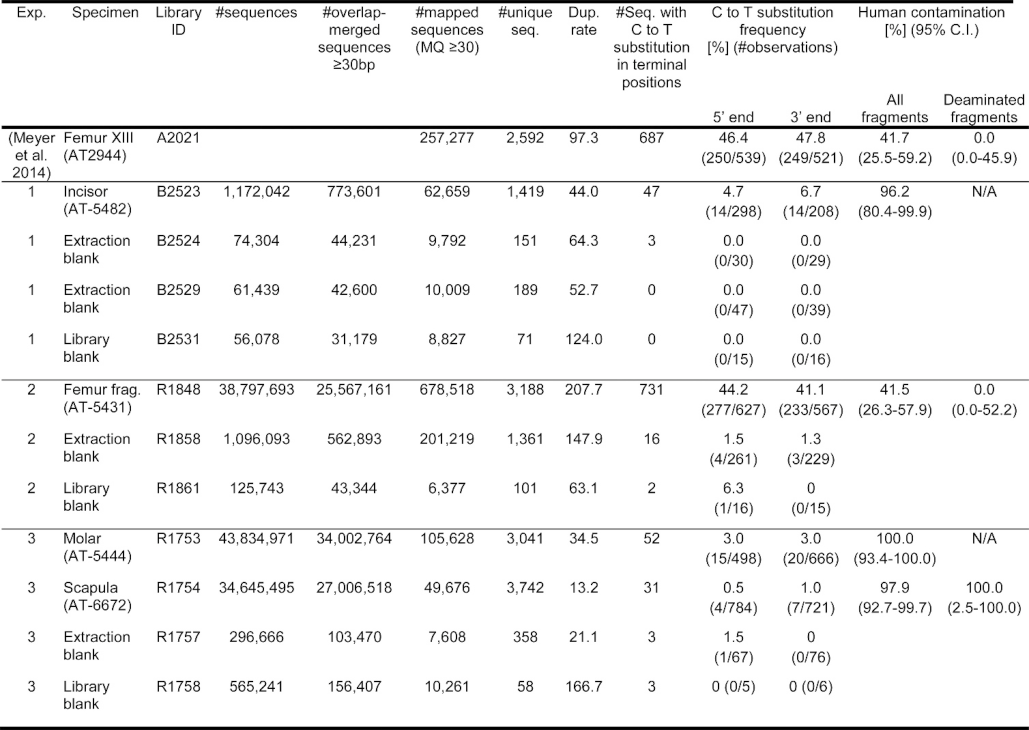 Exp. Specimen Library ID #sequences #overlap-merged sequences ≥30bp #mapped sequences (MQ ≥30) #unique seq. Dup. rate #Seq. with C to T substitution in terminal positions C to T substitution frequency [%] (#observations) Human contamination [%] (95% C.I.)
5’ end 3’ end All fragments Deaminated fragments
(Meyer et al. 2014) Femur XIII (AT2944) A2021 257,277 2,592 97.3 687 46.4 (250/539) 47.8 (249/521) 41.7 (25.5-59.2) 0.0 (0.0-45.9)
1 Incisor (AT-5482) B2523 1,172,042 773,601 62,659 1,419 44.0 47 4.7 (14/298) 6.7 (14/208) 96.2 (80.4-99.9) N/A
1 Extraction blank B2524 74,304 44,231 9,792 151 64.3 3 0.0 (0/30) 0.0 (0/29)
1 Extraction blank B2529 61,439 42,600 10,009 189 52.7 0 0.0 (0/47) 0.0 (0/39)
1 Library blank B2531 56,078 31,179 8,827 71 124.0 0 0.0 (0/15) 0.0 (0/16)
2 Femur frag. (AT-5431) R1848 38,797,693 25,567,161 678,518 3,188 207.7 731 44.2 (277/627) 41.1 (233/567) 41.5 (26.3-57.9) 0.0 (0.0-52.2)
2 Extraction blank R1858 1,096,093 562,893 201,219 1,361 147.9 16 1.5 (4/261) 1.3 (3/229)
2 Library blank R1861 125,743 43,344 6,377 101 63.1 2 6.3 (1/16) 0 (0/15)
3 Molar (AT-5444) R1753 43,834,971 34,002,764 105,628 3,041 34.5 52 3.0 (15/498) 3.0 (20/666) 100.0 (93.4-100.0) N/A
3 Scapula (AT-6672) R1754 34,645,495 27,006,518 49,676 3,742 13.2 31 0.5 (4/784) 1.0 (7/721) 97.9 (92.7-99.7) 100.0 (2.5-100.0)
3 Extraction blank R1757 296,666 103,470 7,608 358 21.1 3 1.5 (1/67) 0 (0/76)
3 Library blank R1758 565,241 156,407 10,261 58 166.7 3 0 (0/5) 0 (0/6)